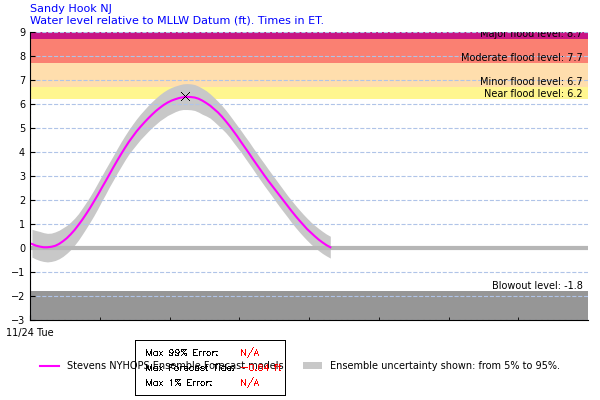 Sandy Hook NJ
Water level relative to MLLW Datum (ft). Times in ET.
9
Major flood level: 8.7
8
Moderate flood level: 7.7
7
Minor flood level: 6.7
Near flood level: 6.2
6
5
4
3
2
1
0
−1
Blowout level: -1.8
−2
−3
11/24 Tue
Max 99% Error: N/A
Stevens NYHOPS Ensemble Forecast models
Max Forecast Tide:
Ensemble uncertainty shown: from 5% to 95%.
Max 1% Error: N/A